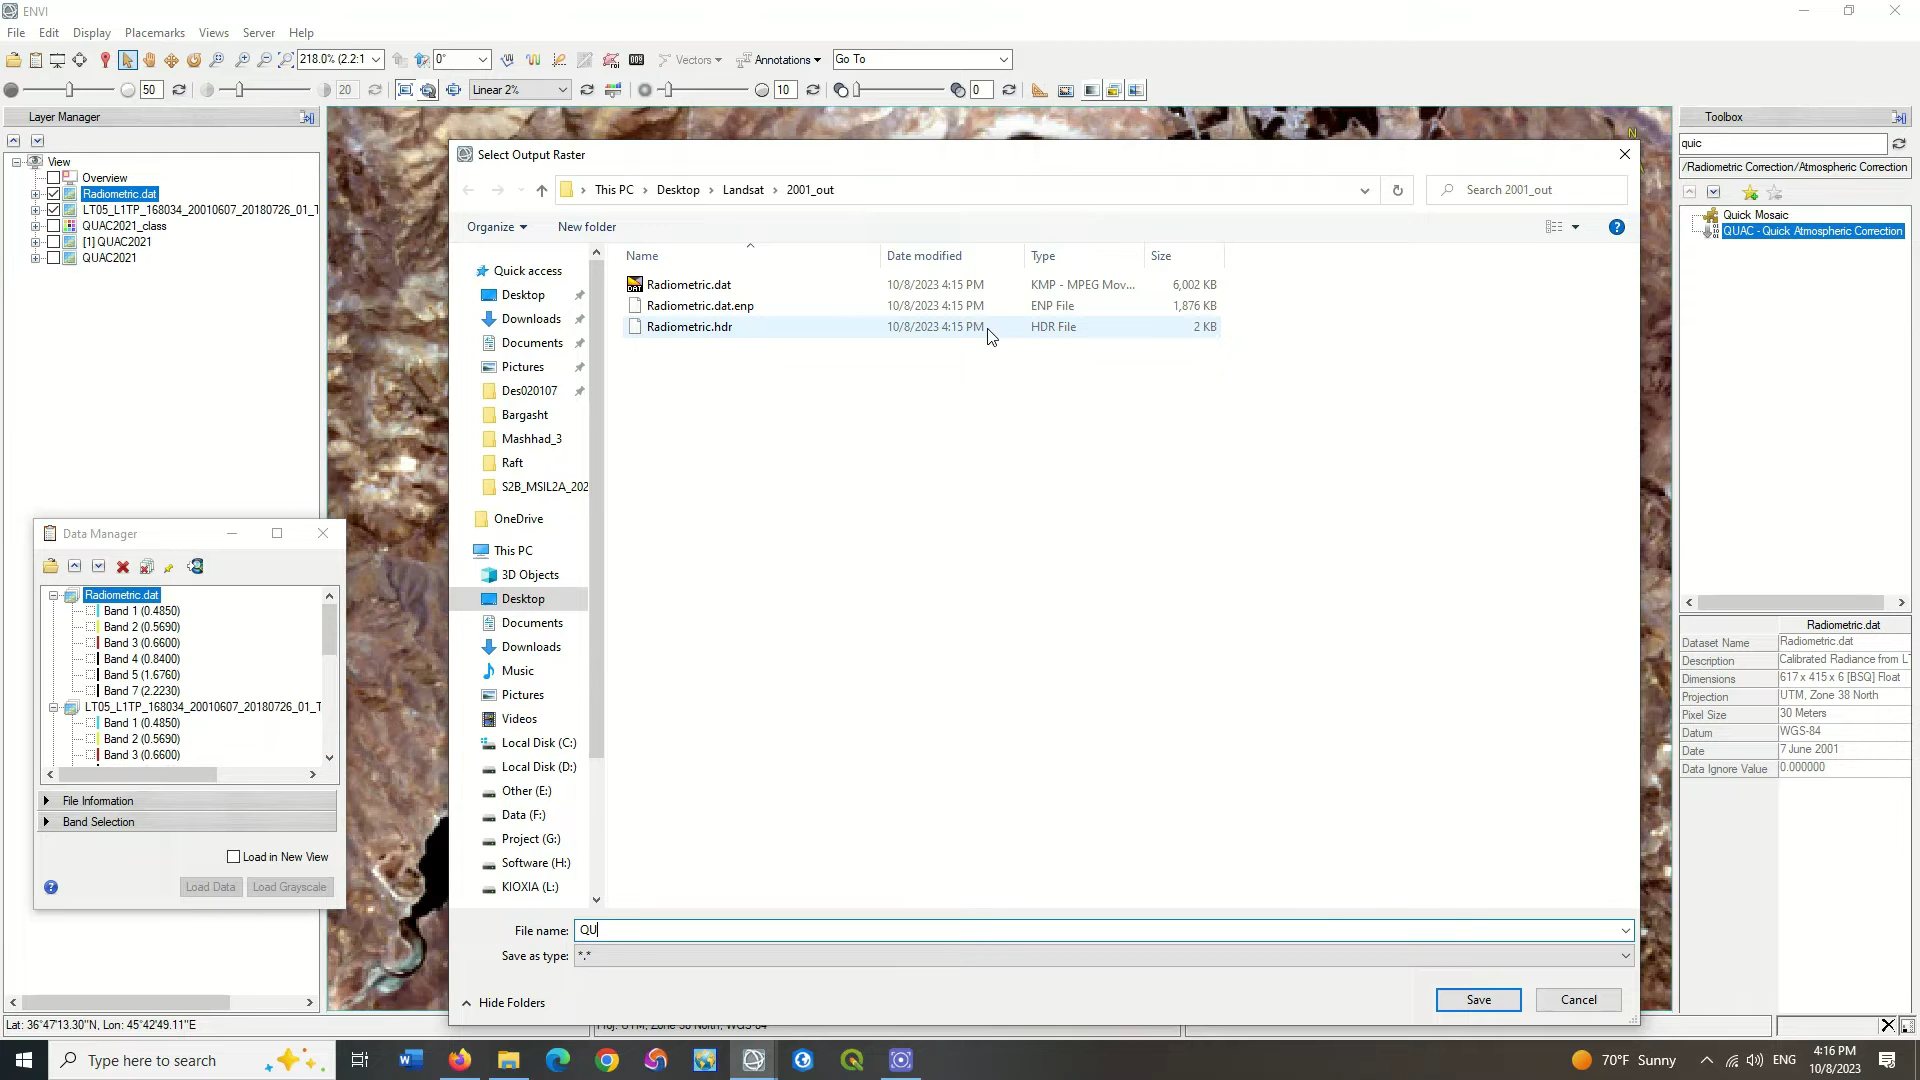 ENVI
File Edit Display Placemarks Views Server Help
218.0% (2.2:1 0° Vectors Annotations Go To
50 20 Linear 2% 10 0
Layer Manager
View
Overview
Radiometric.dat
LT05_L1TP_168034_20010607_20180726_01_T
QUAC2021_class
[1] QUAC2021
QUAC2021
Data Manager
Radiometric.dat
Band 1 (0.4850)
Band 2 (0.5690)
Band 3 (0.6600)
Band 4 (0.8400)
Band 5 (1.6760)
Band 7 (2.2230)
LT05_L1TP_168034_20010607_20180726_01_T
Band 1 (0.4850)
Band 2 (0.5690)
Band 3 (0.6600)
File Information
Band Selection
Load in New View
Load Data Load Grayscale
N
Select Output Raster
This PC Desktop Landsat 2001_out Search 2001_out
Organize New folder
Quick access
Desktop
Downloads
Documents
Pictures
Des020107
Bargasht
Mashhad_3
Raft
S2B_MSIL2A_202
OneDrive
This PC
3D Objects
Desktop
Documents
Downloads
Music
Pictures
Videos
Local Disk (C:)
Local Disk (D:)
Other (E:)
Data (F:)
Project (G:)
Software (H:)
KIOXIA (L:)
Name Date modified Type Size
Radiometric.dat 10/8/2023 4:15 PM KMP - MPEG Mov... 6,002 KB
Radiometric.dat.enp 10/8/2023 4:15 PM ENP File 1,876 KB
Radiometric.hdr 10/8/2023 4:15 PM HDR File 2 KB
File name: QU
Save as type: *.*
Hide Folders Save Cancel
Toolbox
quic
/Radiometric Correction/Atmospheric Correction
Quick Mosaic
QUAC - Quick Atmospheric Correction
Radiometric.dat
Dataset Name Radiometric.dat
Description Calibrated Radiance from LT
Dimensions 617 x 415 x 6 [BSQ] Float
Projection UTM, Zone 38 North
Pixel Size 30 Meters
Datum WGS-84
Date 7 June 2001
Data Ignore Value 0.000000
Lat: 36°47'13.30"N, Lon: 45°42'49.11"E
Proj: UTM, Zone 38 North, WGS-84
Type here to search
70°F Sunny
ENG
4:16 PM
10/8/2023